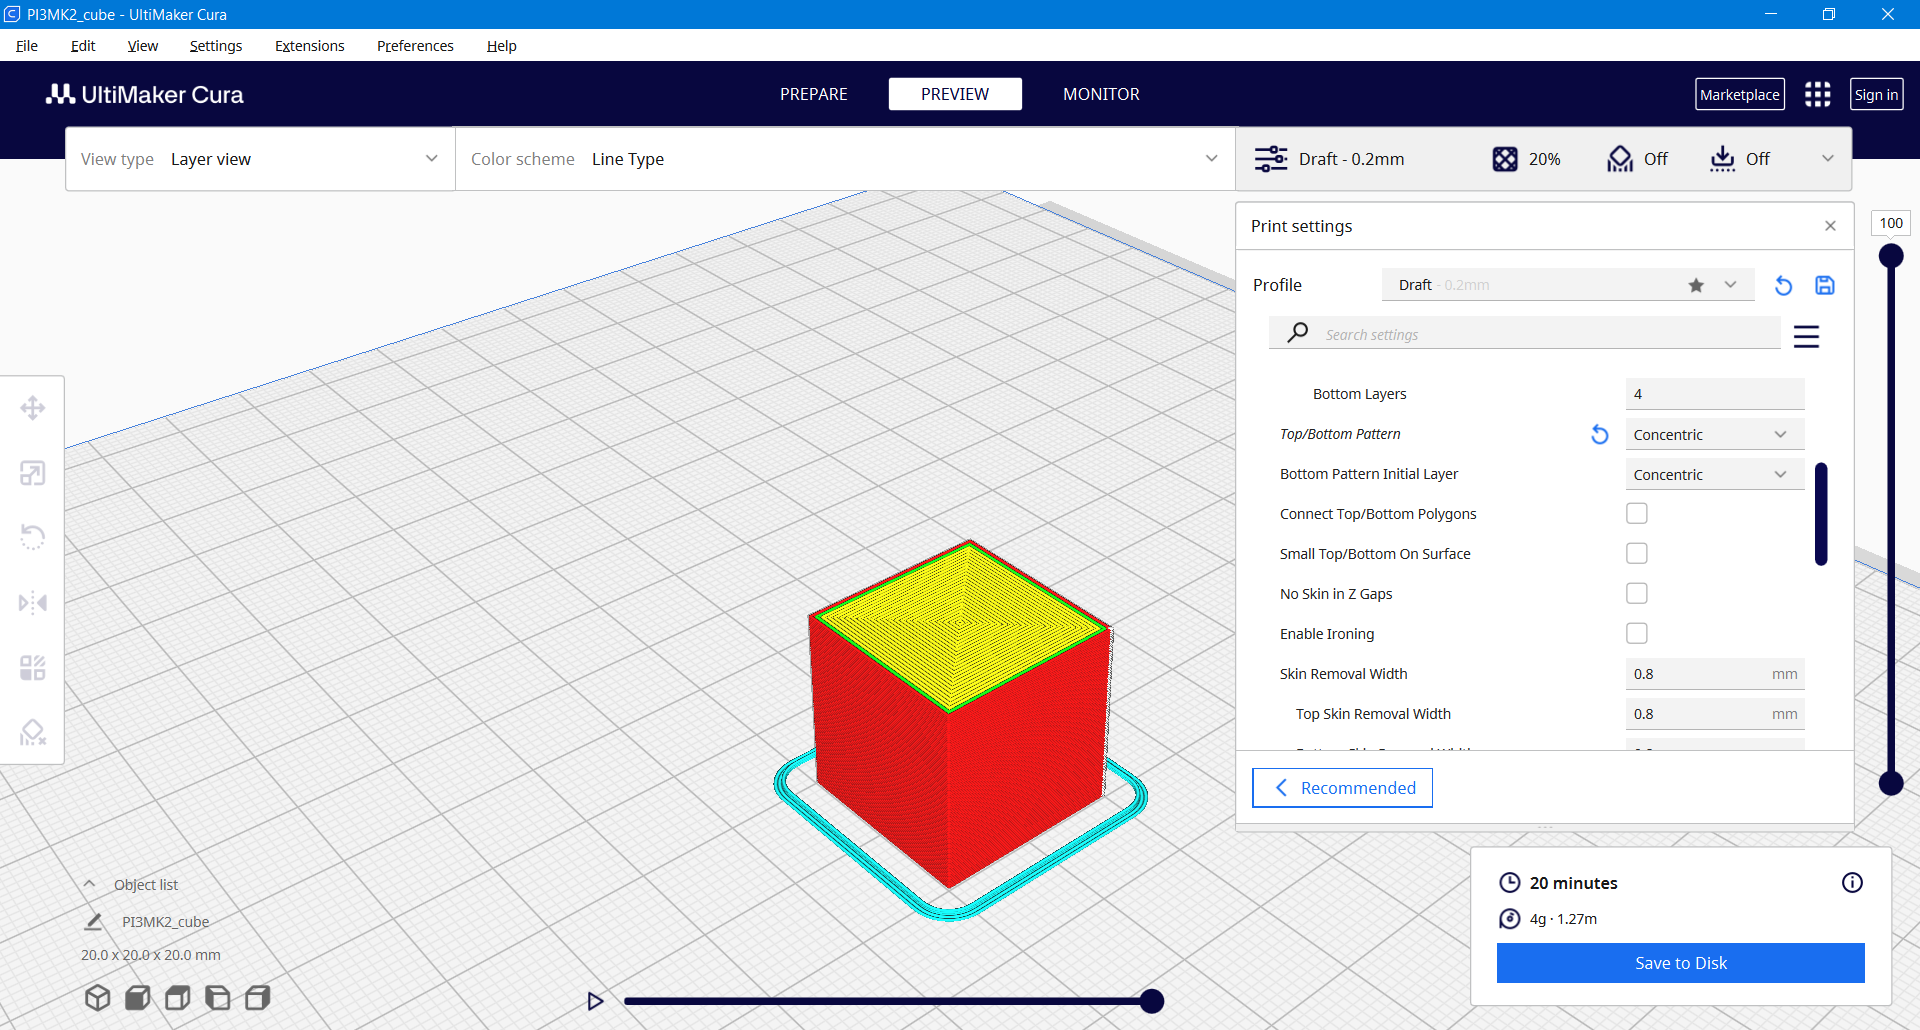 PI3MK2_cube - UltiMaker Cura
File Edit View Settings Extensions Preferences Help
UltiMaker Cura
PREPARE PREVIEW MONITOR
Marketplace
Sign in
View type Layer view
Color scheme Line Type
Draft - 0.2mm 20% Off Off
Print settings
100
Profile Draft - 0.2mm
Search settings
Bottom Layers 4
Top/Bottom Pattern Concentric
Bottom Pattern Initial Layer Concentric
Connect Top/Bottom Polygons
Small Top/Bottom On Surface
No Skin in Z Gaps
Enable Ironing
Skin Removal Width 0.8 mm
Top Skin Removal Width 0.8 mm
Recommended
Object list
PI3MK2_cube
20.0 x 20.0 x 20.0 mm
20 minutes
4g · 1.27m
Save to Disk